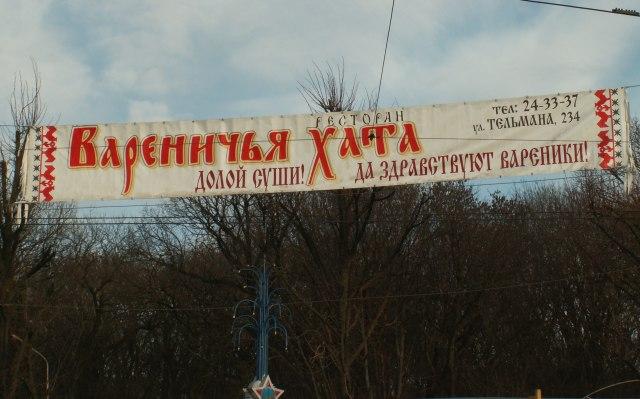 РЕСТОРАН
Вареничья Хата
ДОЛОЙ СУШИ! ДА ЗДРАВСТВУЮТ ВАРЕНИКИ!
ТЕЛ: 24-33-37
УЛ. ТЕЛЬМАНА, 234